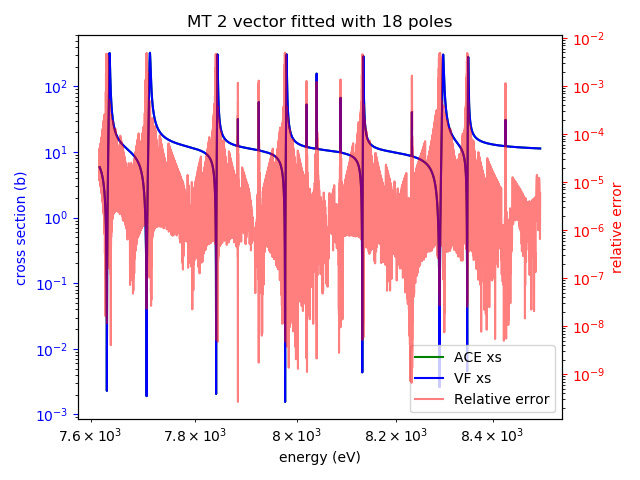 MT 2 vector fitted with 18 poles
10²
10¹
10⁰
10⁻¹
10⁻²
10⁻³
cross section (b)
10⁻²
10⁻³
10⁻⁴
10⁻⁵
10⁻⁶
10⁻⁷
10⁻⁸
10⁻⁹
relative error
ACE xs
VF xs
Relative error
7.6 × 10³ 7.8 × 10³ 8 × 10³ 8.2 × 10³ 8.4 × 10³
energy (eV)